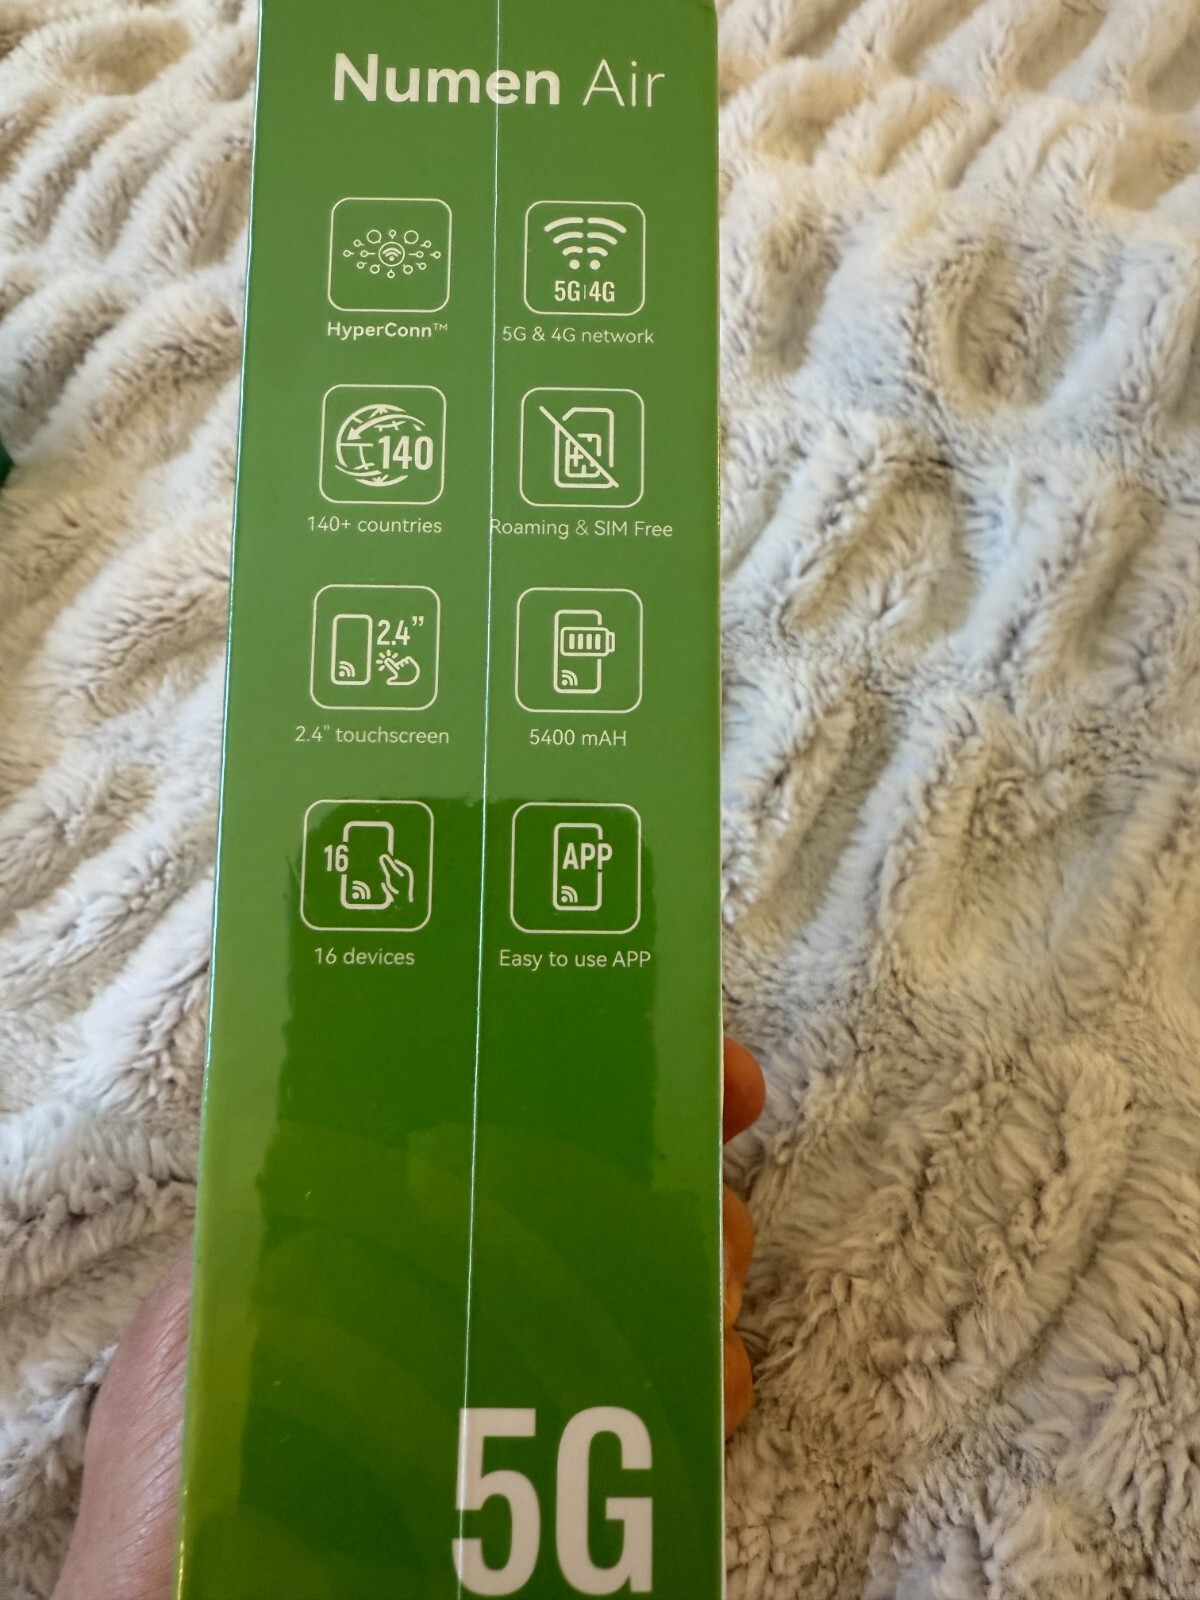 Numen Air
5G|4G
HyperConn™
5G & 4G network
140
140+ countries
Roaming & SIM Free
2.4”
2.4” touchscreen
5400 mAH
16
APP
16 devices
Easy to use APP
5G